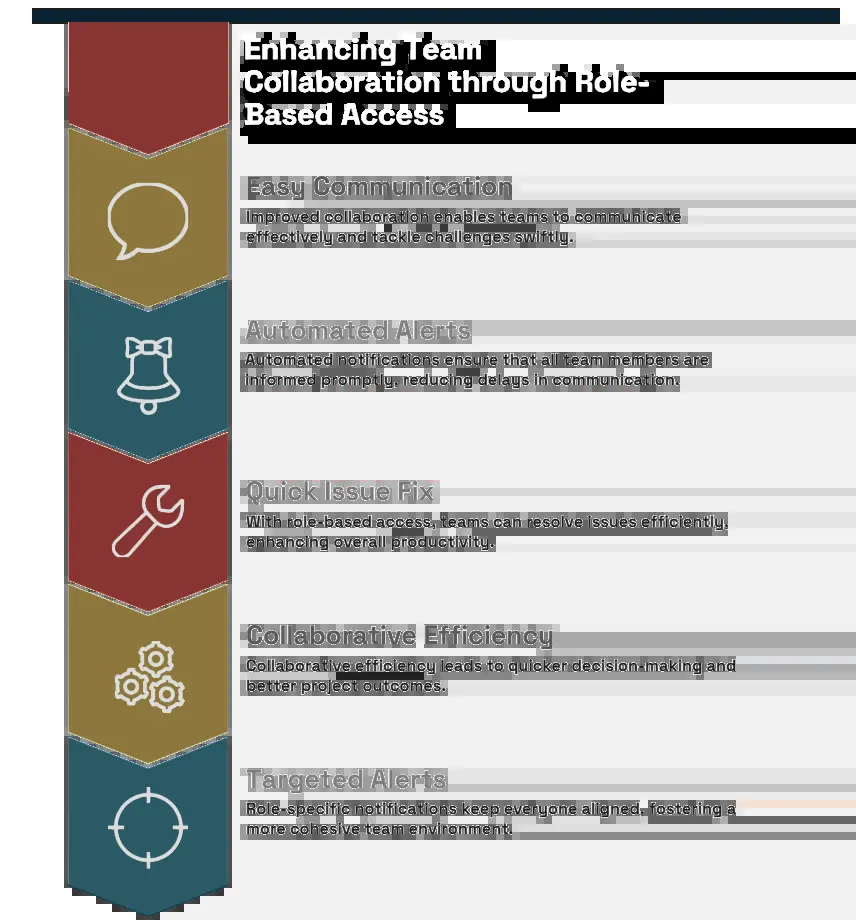 Enhancing Team
Collaboration through Role-
Based Access
Easy Communication
Improved collaboration enables teams to communicate
effectively and tackle challenges swiftly.
Automated Alerts
Automated notifications ensure that all team members are
informed promptly, reducing delays in communication.
Quick Issue Fix
With role-based access, teams can resolve issues efficiently,
enhancing overall productivity.
Collaborative Efficiency
Collaborative efficiency leads to quicker decision-making and
better project outcomes.
Targeted Alerts
Role-specific notifications keep everyone aligned, fostering a
more cohesive team environment.